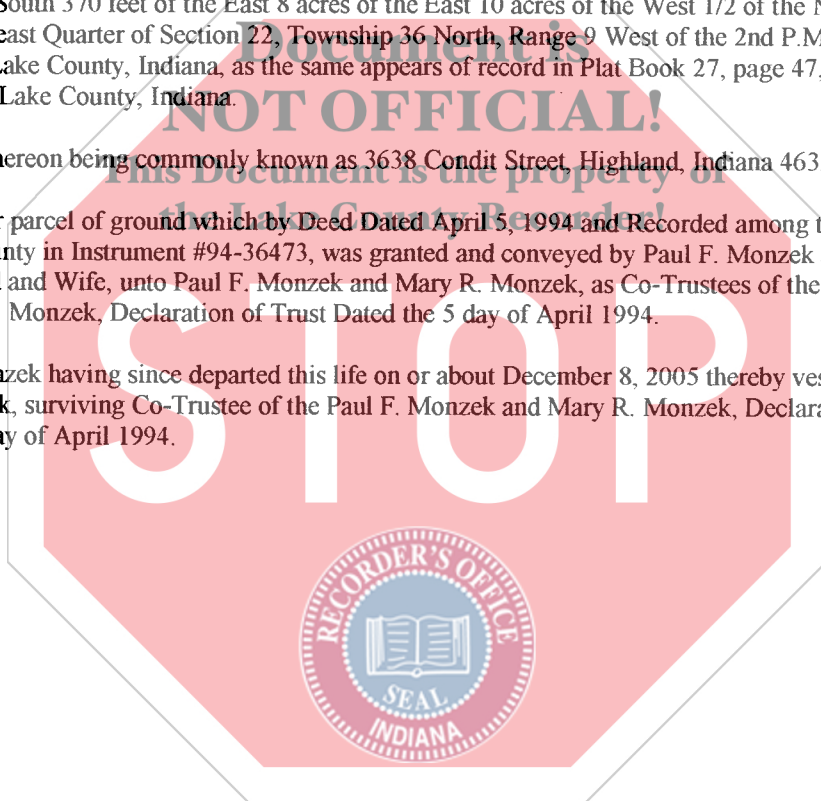 South 370 feet of the East 8 acres of the East 10 acres of the West 1/2 of the N
east Quarter of Section 22, Township 36 North, Range 9 West of the 2nd P.M
Lake County, Indiana, as the same appears of record in Plat Book 27, page 47,
Lake County, Indiana.
Document is
NOT OFFICIAL!
hereon being commonly known as 3638 Condit Street, Highland, Indiana 463
This Document is the property of
the Lake County Recorder!
r parcel of ground which by Deed Dated April 5, 1994 and Recorded among t
nty in Instrument #94-36473, was granted and conveyed by Paul F. Monzek
and Wife, unto Paul F. Monzek and Mary R. Monzek, as Co-Trustees of the
Monzek, Declaration of Trust Dated the 5 day of April 1994.
nzek having since departed this life on or about December 8, 2005 thereby ves
k, surviving Co-Trustee of the Paul F. Monzek and Mary R. Monzek, Declara
ay of April 1994.
STOP
RECORDER'S OFFICE
SEAL
INDIANA